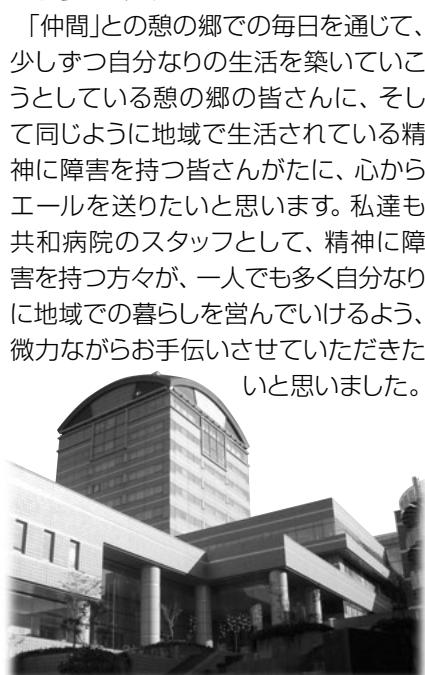 「仲間」との憩の郷での毎日を通じて、
少しずつ自分なりの生活を築いていこ
うとしている憩の郷の皆さんに、そし
て同じように地域で生活されている精
神に障害を持つ皆さんがたに、心から
エールを送りたいと思います。私達も
共和病院のスタッフとして、精神に障
害を持つ方々が、一人でも多く自分なり
に地域での暮らしを営んでいけるよう、
微力ながらお手伝いさせていただきた
いと思いました。